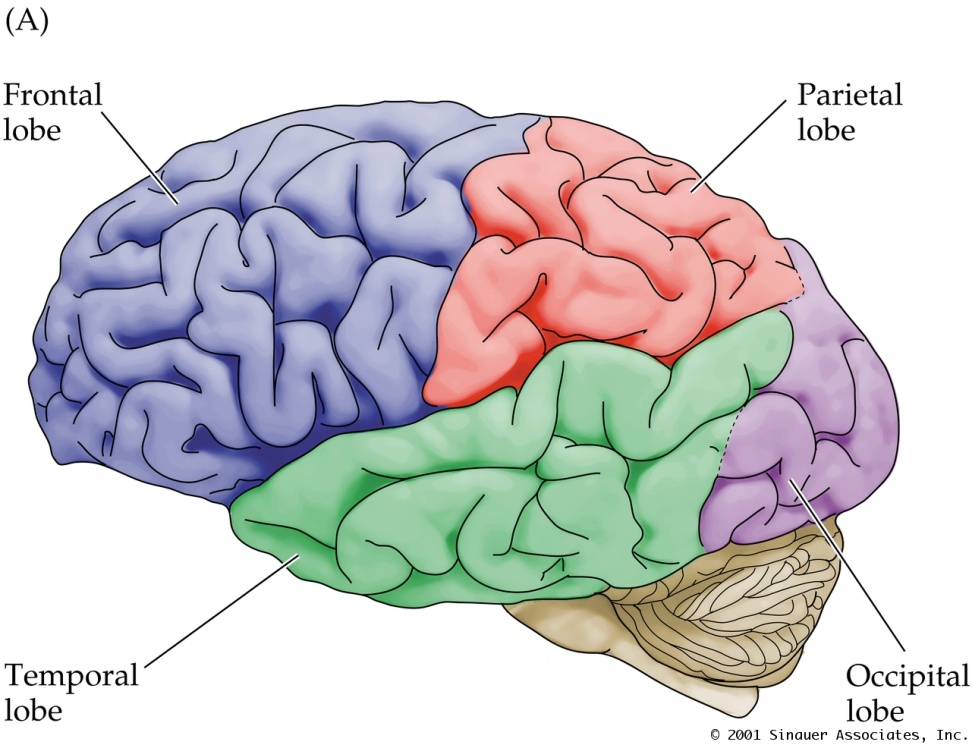 (A)
Frontal
lobe
Parietal
lobe
Temporal
lobe
Occipital
lobe
© 2001 Sinauer Associates, Inc.